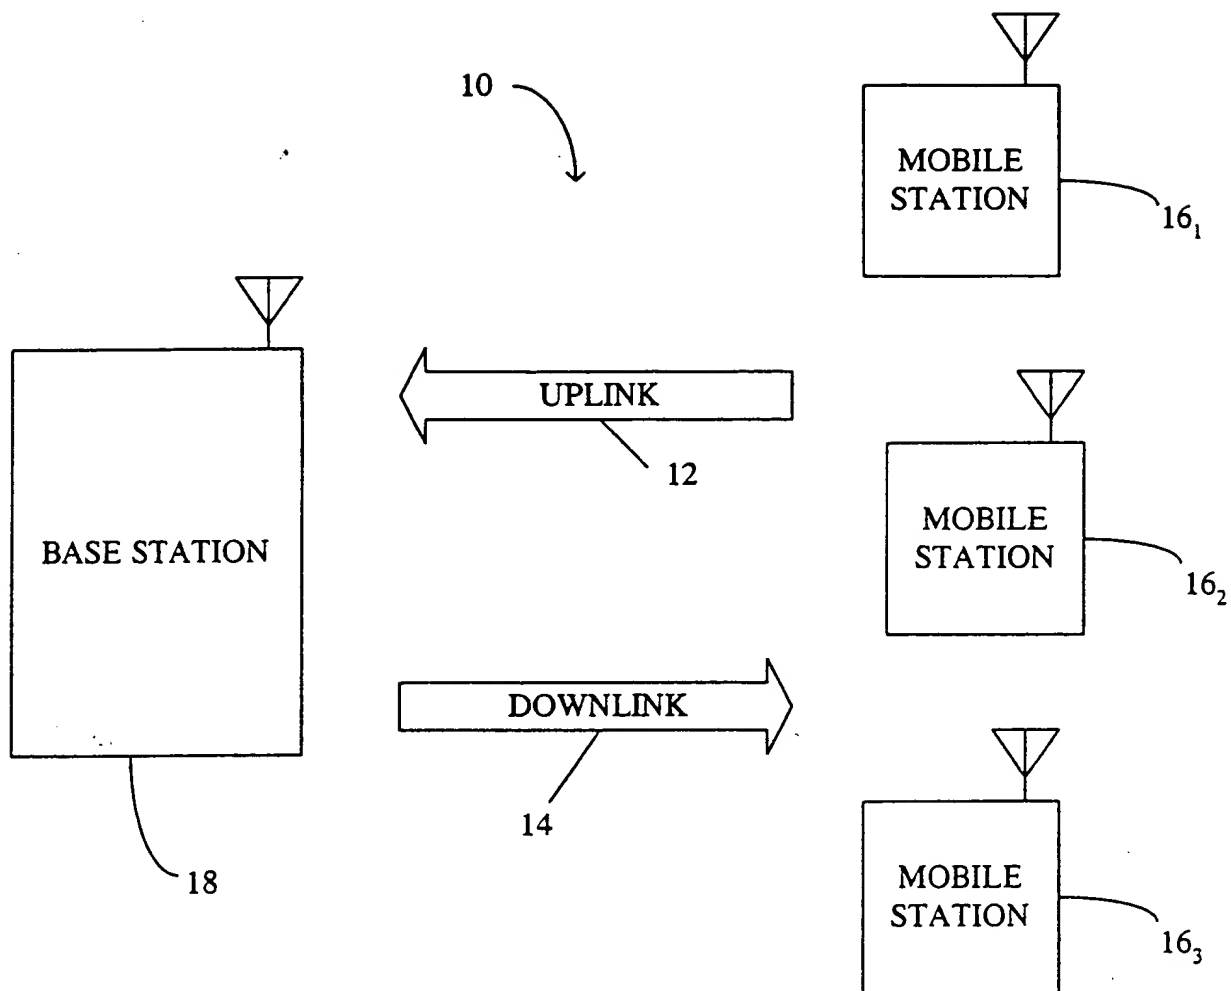 10
MOBILE
STATION
16₁
UPLINK
12
MOBILE
STATION
16₂
BASE STATION
DOWNLINK
14
18
MOBILE
STATION
16₃